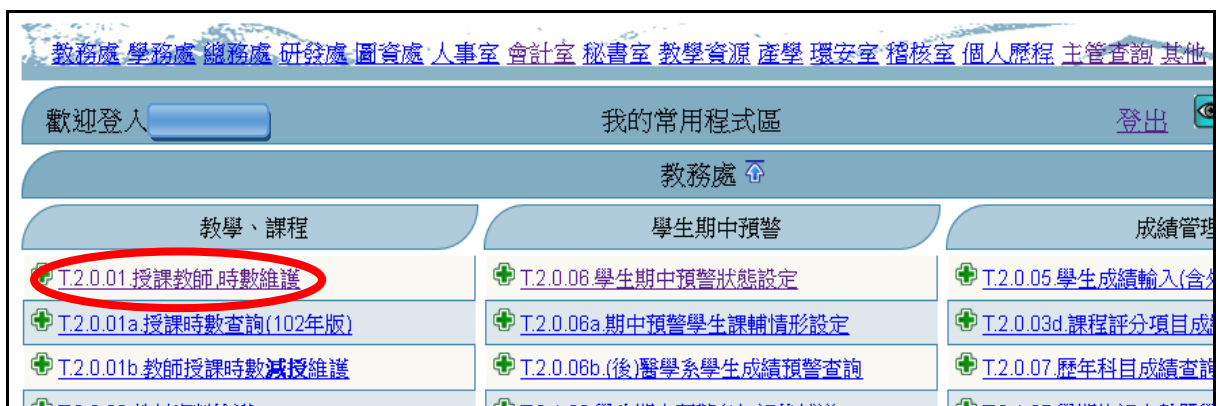 教務處 學務處 總務處 研發處 圖資處 人事室 會計室 秘書室 教學資源 產學 環安室 稽核室 個人歷程 主管查詢 其他
歡迎登入 我的常用程式區 登出
教務處
教學、課程 學生期中預警 成績管理
T.2.0.01.授課教師,時數維護 T.2.0.06.學生期中預警狀態設定 T.2.0.05.學生成績輸入(含
T.2.0.01a.授課時數查詢(102年版) T.2.0.06a.期中預警學生課輔情形設定 T.2.0.03d.課程評分項目成
T.2.0.01b.教師授課時數減授維護 T.2.0.06b.(後)醫學系學生成績預警查詢 T.2.0.07.歷年科目成績查詢